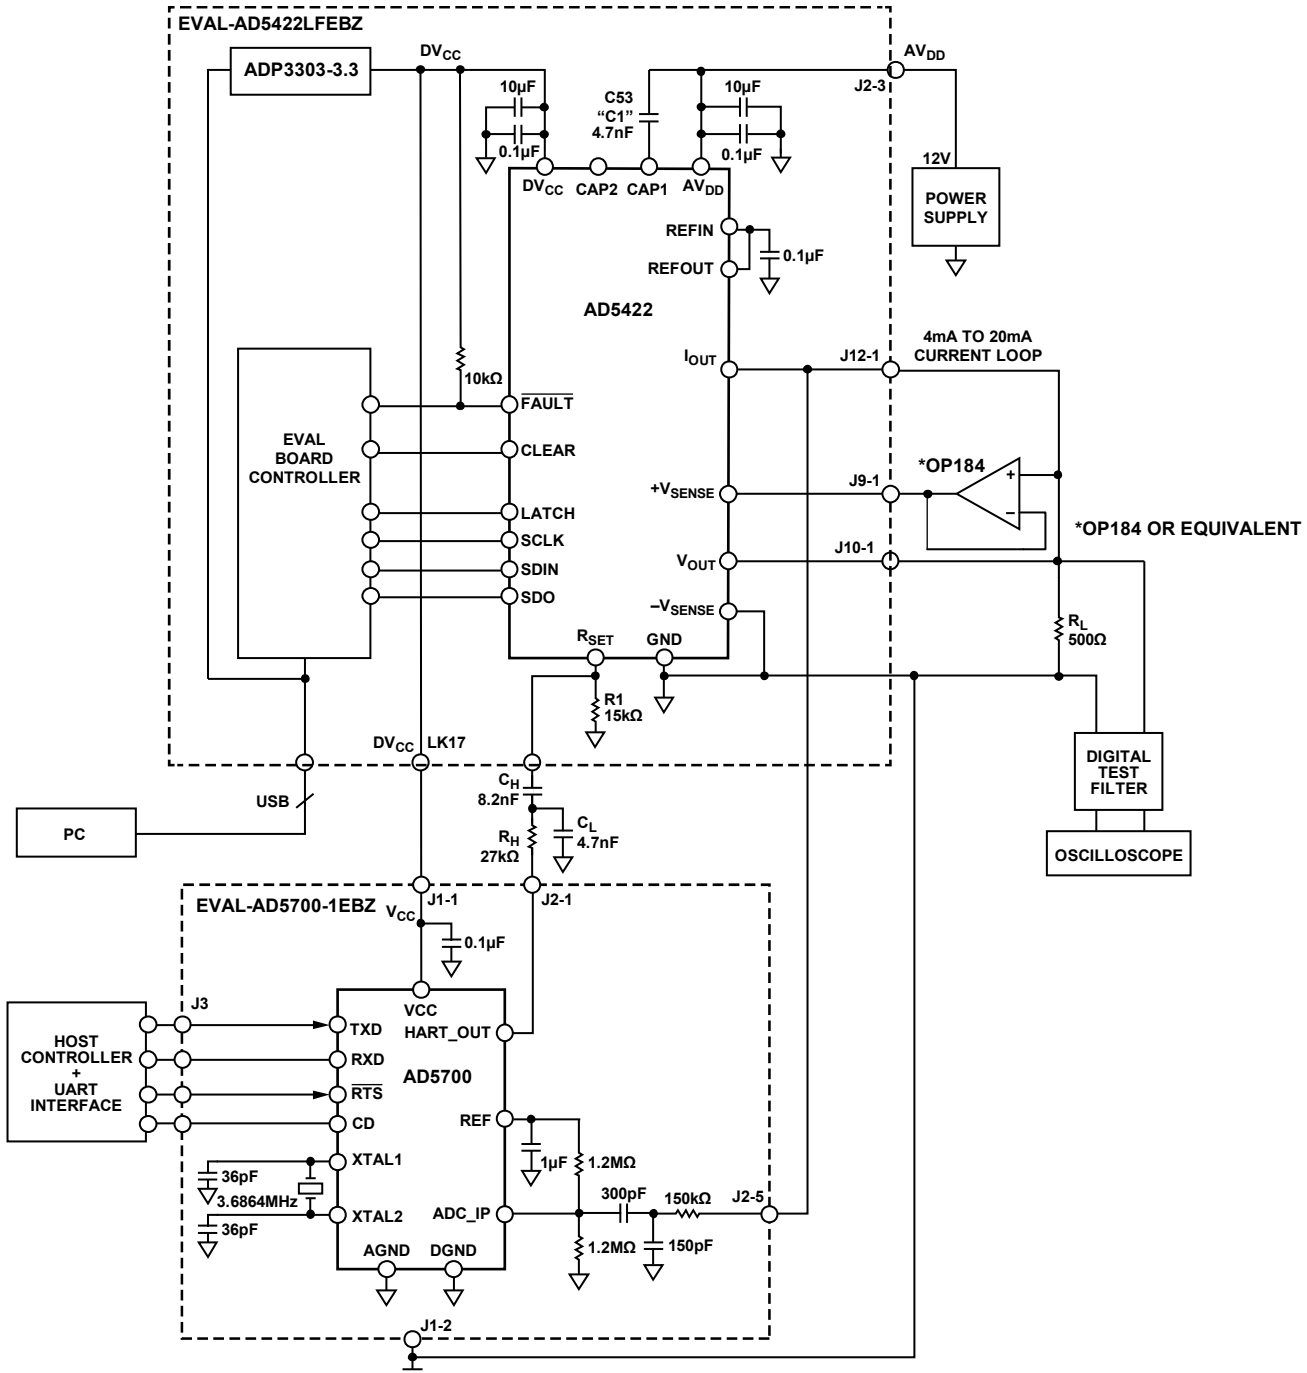 EVAL-AD5422LFEBZ
ADP3303-3.3
DVCC
10µF
0.1µF
C53
“C1”
4.7nF
10µF
0.1µF
AVDD
J2-3
12V
POWER
SUPPLY
DVCC
CAP2
CAP1
AVDD
REFIN
REFOUT
0.1µF
AD5422
IOUT
J12-1
4mA TO 20mA
CURRENT LOOP
10kΩ
EVAL
BOARD
CONTROLLER
FAULT
CLEAR
LATCH
SCLK
SDIN
SDO
+VSENSE
J9-1
*OP184
+
–
*OP184 OR EQUIVALENT
VOUT
J10-1
–VSENSE
RL
500Ω
RSET
GND
R1
15kΩ
DVCC
LK17
DIGITAL
TEST
FILTER
OSCILLOSCOPE
USB
PC
CH
8.2nF
RH
27kΩ
CL
4.7nF
EVAL-AD5700-1EBZ
J1-1
J2-1
VCC
0.1µF
J3
HOST
CONTROLLER
+
UART
INTERFACE
VCC
HART_OUT
TXD
RXD
RTS
CD
AD5700
REF
1µF
1.2MΩ
XTAL1
36pF
3.6864MHz
XTAL2
36pF
ADC_IP
300pF
150kΩ
J2-5
1.2MΩ
150pF
AGND
DGND
J1-2